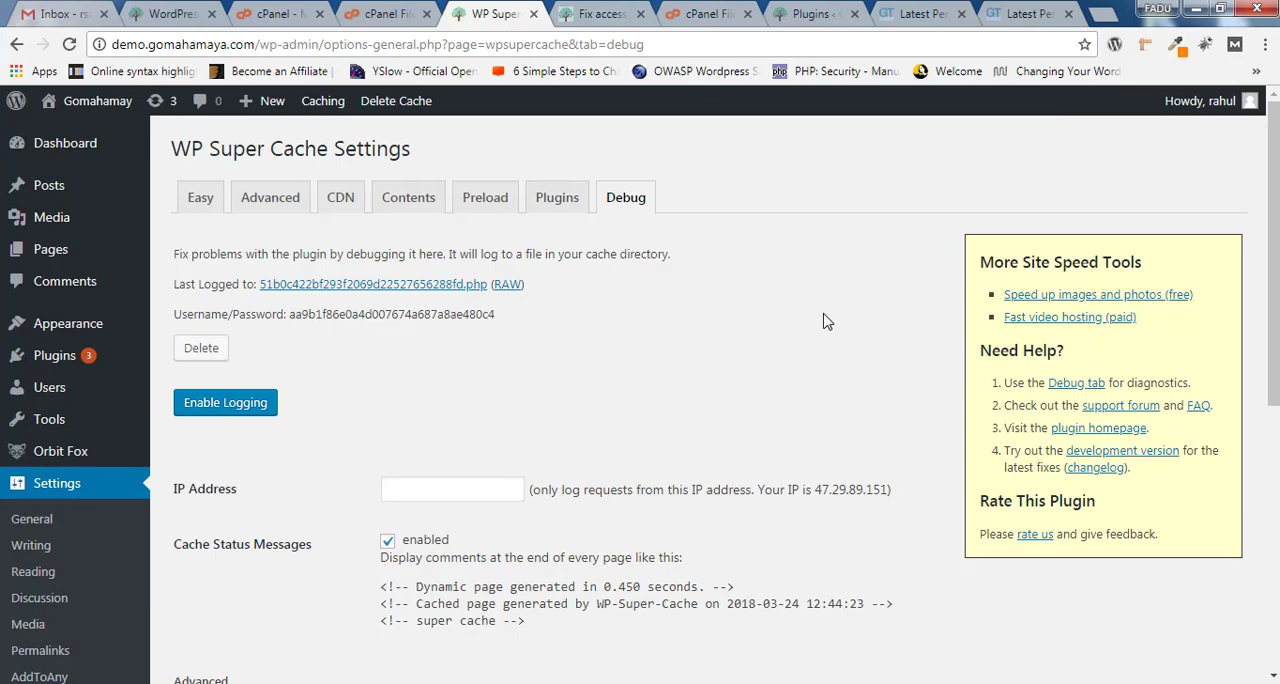 Inbox - rs
WordPres
cPanel - M
cPanel File
WP Super
Fix access
cPanel File
Plugins ‹ G
Latest Per
Latest Per
FADU
demo.gomahamaya.com/wp-admin/options-general.php?page=wpsupercache&tab=debug
Apps
Online syntax highlig
Become an Affiliate
YSlow - Official Open
6 Simple Steps to Ch
OWASP Wordpress S
PHP: Security - Manu
Welcome
Changing Your Word
»
Gomahamay
3
0
New
Caching
Delete Cache
Howdy, rahul
Dashboard
Posts
Media
Pages
Comments
Appearance
Plugins 3
Users
Tools
Orbit Fox
Settings
General
Writing
Reading
Discussion
Media
Permalinks
AddToAny
WP Super Cache Settings
Easy
Advanced
CDN
Contents
Preload
Plugins
Debug
Fix problems with the plugin by debugging it here. It will log to a file in your cache directory.
Last Logged to: 51b0c422bf293f2069d22527656288fd.php (RAW)
Username/Password: aa9b1f86e0a4d007674a687a8ae480c4
Delete
Enable Logging
IP Address
(only log requests from this IP address. Your IP is 47.29.89.151)
Cache Status Messages
enabled
Display comments at the end of every page like this:
<!-- Dynamic page generated in 0.450 seconds. -->
<!-- Cached page generated by WP-Super-Cache on 2018-03-24 12:44:23 -->
<!-- super cache -->
Advanced
More Site Speed Tools
Speed up images and photos (free)
Fast video hosting (paid)
Need Help?
1. Use the Debug tab for diagnostics.
2. Check out the support forum and FAQ.
3. Visit the plugin homepage.
4. Try out the development version for the
latest fixes (changelog).
Rate This Plugin
Please rate us and give feedback.